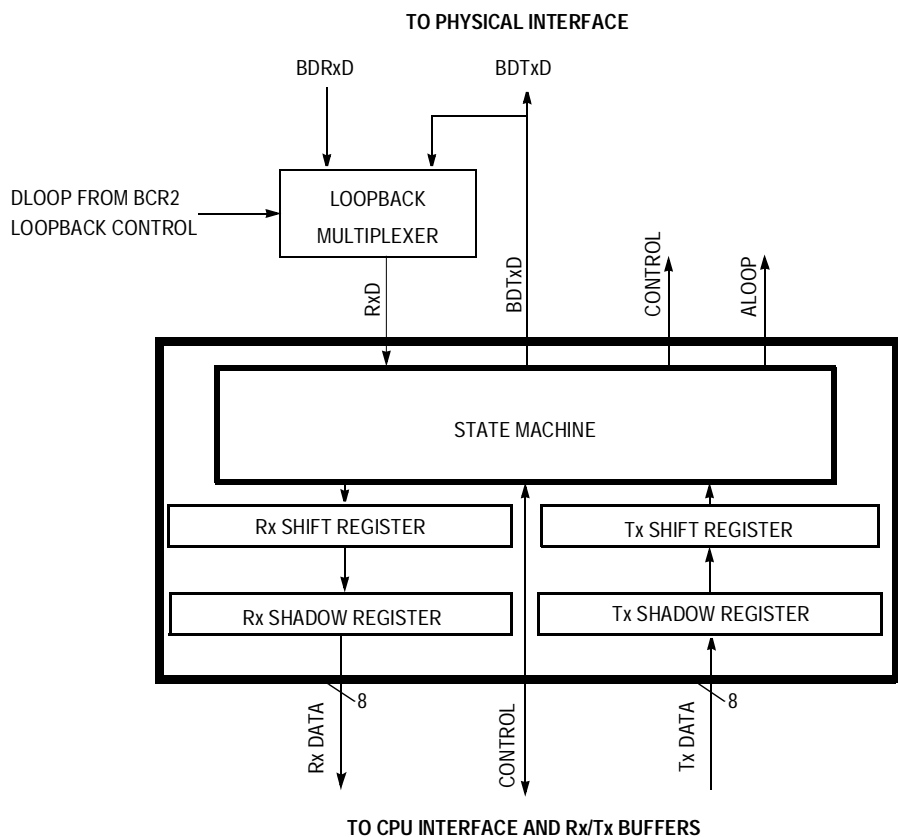 TO PHYSICAL INTERFACE
BDRxD
BDTxD
DLOOP FROM BCR2
LOOPBACK CONTROL
LOOPBACK
MULTIPLEXER
RxD
BDTxD
CONTROL
ALOOP
STATE MACHINE
Rx SHIFT REGISTER
Tx SHIFT REGISTER
Rx SHADOW REGISTER
Tx SHADOW REGISTER
8
8
Rx DATA
CONTROL
Tx DATA
TO CPU INTERFACE AND Rx/Tx BUFFERS